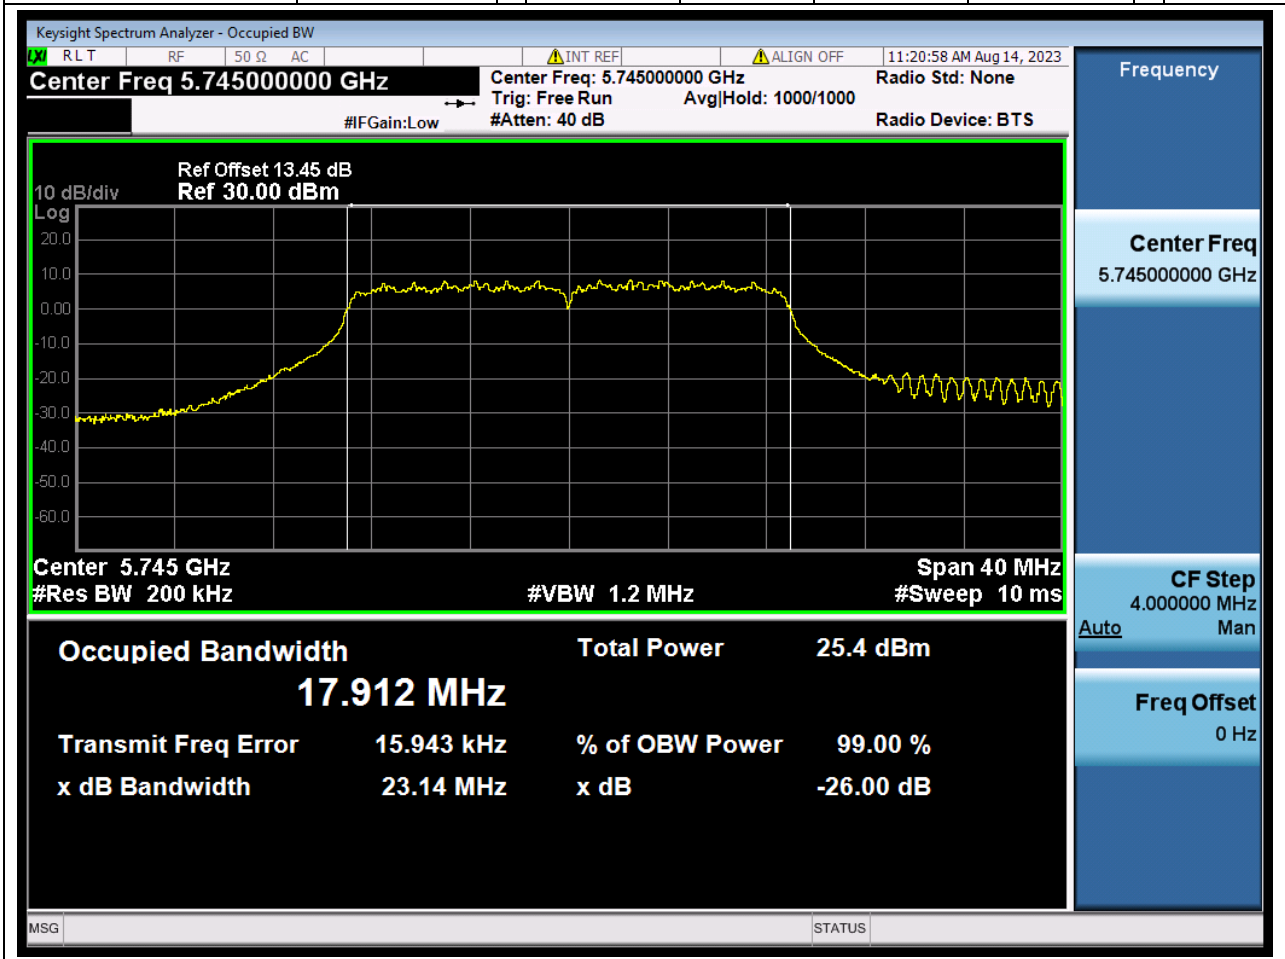 Keysight Spectrum Analyzer - Occupied BW
LXI RLT RF 50 Ω AC INT REF ALIGN OFF 11:20:58 AM Aug 14, 2023
Center Freq 5.745000000 GHz
Center Freq: 5.745000000 GHz Radio Std: None
Trig: Free Run Avg|Hold: 1000/1000
#IFGain:Low #Atten: 40 dB Radio Device: BTS
Ref Offset 13.45 dB
10 dB/div Ref 30.00 dBm
Log
20.0
10.0
0.00
-10.0
-20.0
-30.0
-40.0
-50.0
-60.0
Center 5.745 GHz Span 40 MHz
#Res BW 200 kHz #VBW 1.2 MHz #Sweep 10 ms
Occupied Bandwidth Total Power 25.4 dBm
17.912 MHz
Transmit Freq Error 15.943 kHz % of OBW Power 99.00 %
x dB Bandwidth 23.14 MHz x dB -26.00 dB
MSG STATUS
Frequency
Center Freq
5.745000000 GHz
CF Step
4.000000 MHz
Auto Man
Freq Offset
0 Hz